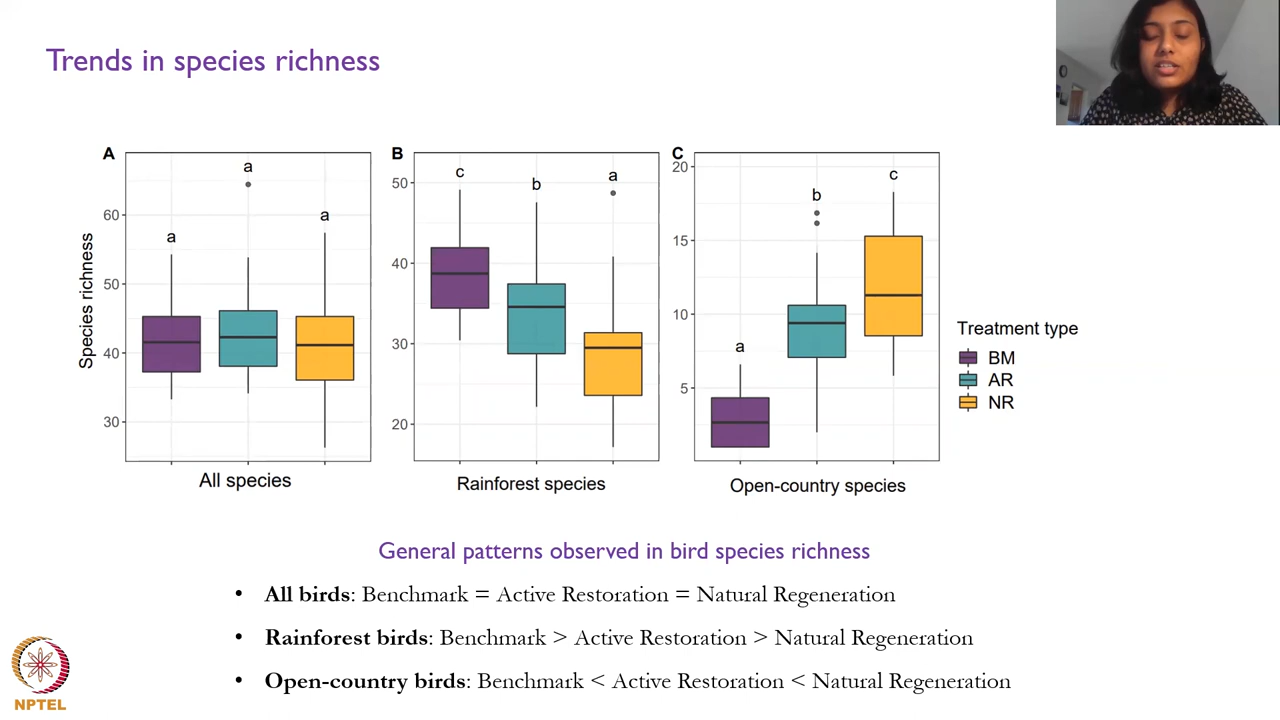 Trends in species richness
A
B
C
Species richness
60
50
40
30
a
a
a
All species
50
40
30
20
c
b
a
Rainforest species
20
15
10
5
a
b
c
Open-country species
Treatment type
BM
AR
NR
General patterns observed in bird species richness
• All birds: Benchmark = Active Restoration = Natural Regeneration
• Rainforest birds: Benchmark > Active Restoration > Natural Regeneration
• Open-country birds: Benchmark < Active Restoration < Natural Regeneration
NPTEL